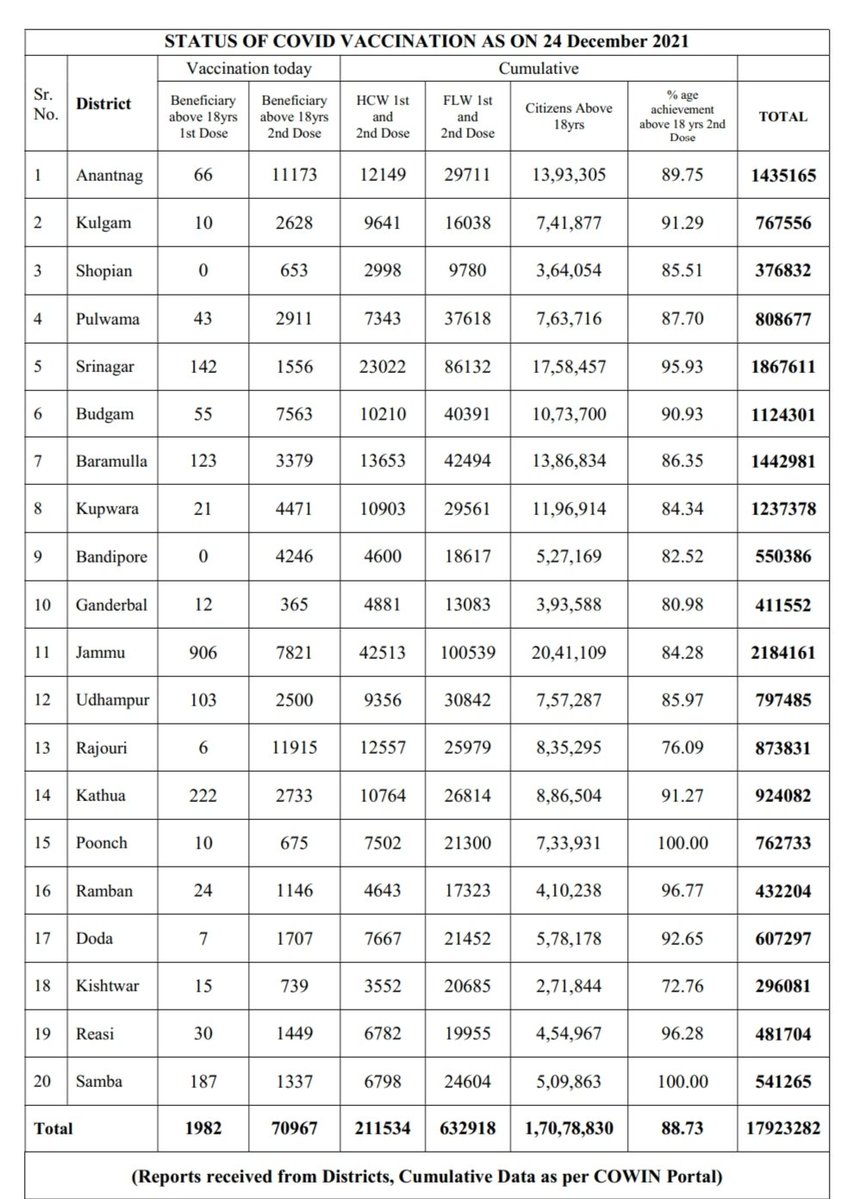 STATUS OF COVID VACCINATION AS ON 24 December 2021
Vaccination today Cumulative
Sr. No. District Beneficiary above 18yrs 1st Dose Beneficiary above 18yrs 2nd Dose HCW 1st and 2nd Dose FLW 1st and 2nd Dose Citizens Above 18yrs % age achievement above 18 yrs 2nd Dose TOTAL
1 Anantnag 66 11173 12149 29711 13,93,305 89.75 1435165
2 Kulgam 10 2628 9641 16038 7,41,877 91.29 767556
3 Shopian 0 653 2998 9780 3,64,054 85.51 376832
4 Pulwama 43 2911 7343 37618 7,63,716 87.70 808677
5 Srinagar 142 1556 23022 86132 17,58,457 95.93 1867611
6 Budgam 55 7563 10210 40391 10,73,700 90.93 1124301
7 Baramulla 123 3379 13653 42494 13,86,834 86.35 1442981
8 Kupwara 21 4471 10903 29561 11,96,914 84.34 1237378
9 Bandipore 0 4246 4600 18617 5,27,169 82.52 550386
10 Ganderbal 12 365 4881 13083 3,93,588 80.98 411552
11 Jammu 906 7821 42513 100539 20,41,109 84.28 2184161
12 Udhampur 103 2500 9356 30842 7,57,287 85.97 797485
13 Rajouri 6 11915 12557 25979 8,35,295 76.09 873831
14 Kathua 222 2733 10764 26814 8,86,504 91.27 924082
15 Poonch 10 675 7502 21300 7,33,931 100.00 762733
16 Ramban 24 1146 4643 17323 4,10,238 96.77 432204
17 Doda 7 1707 7667 21452 5,78,178 92.65 607297
18 Kishtwar 15 739 3552 20685 2,71,844 72.76 296081
19 Reasi 30 1449 6782 19955 4,54,967 96.28 481704
20 Samba 187 1337 6798 24604 5,09,863 100.00 541265
Total 1982 70967 211534 632918 1,70,78,830 88.73 17923282
(Reports received from Districts, Cumulative Data as per COWIN Portal)